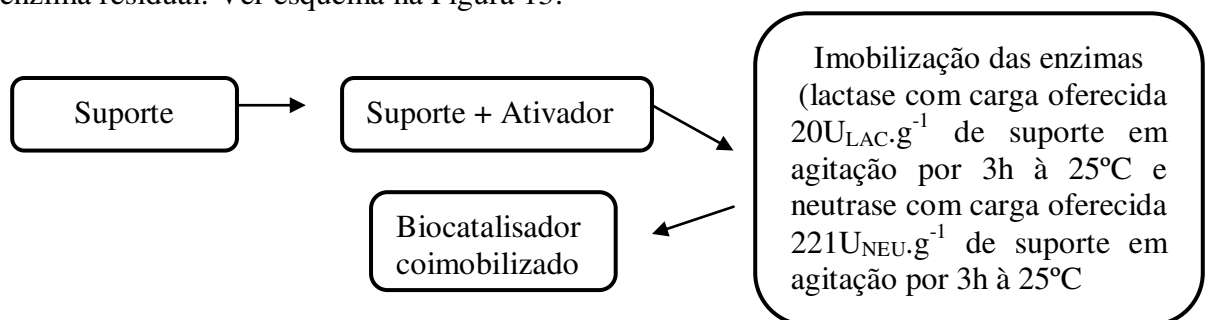 enzima residual. Ver esquema na Figura 13.
Suporte
Suporte + Ativador
Imobilização das enzimas
(lactase com carga oferecida
20U_LAC.g⁻¹ de suporte em
agitação por 3h à 25ºC e
neutrase com carga oferecida
221U_NEU.g⁻¹ de suporte em
agitação por 3h à 25ºC
Biocatalisador
coimobilizado